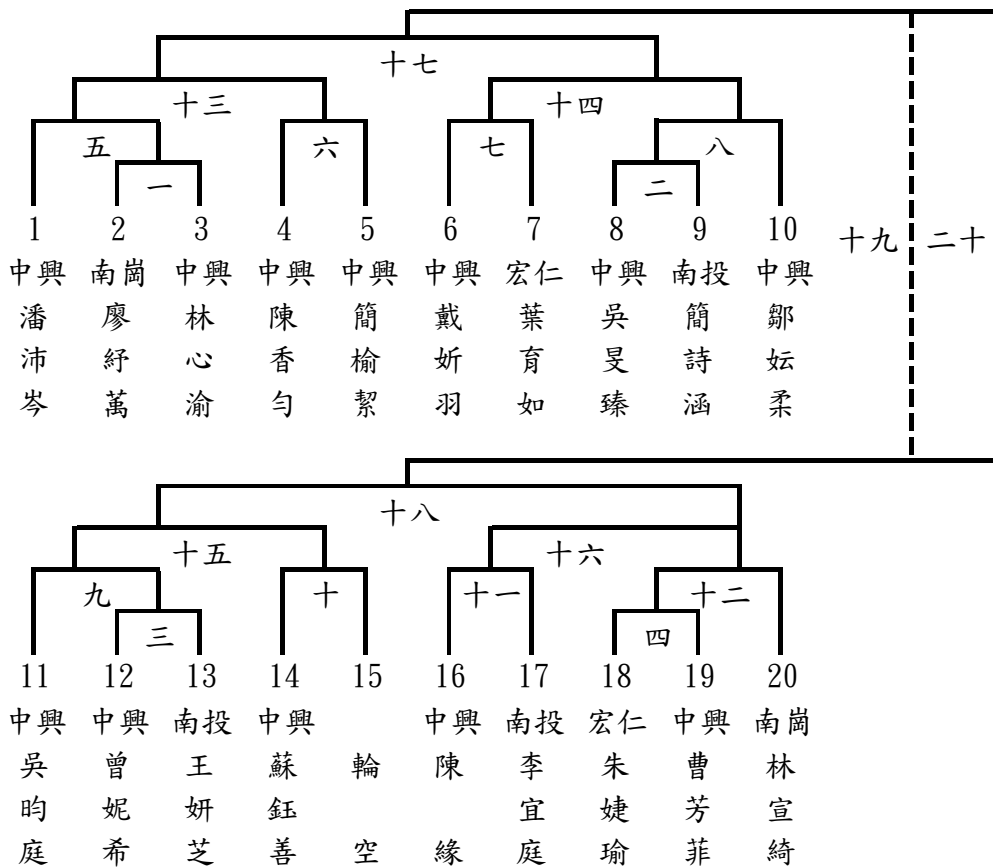 十七
十三 十四
五 六 七 八
一 二
1 2 3 4 5 6 7 8 9 10
十九 二十
中興 南崗 中興 中興 中興 中興 宏仁 中興 南投 中興
潘 廖 林 陳 簡 戴 葉 吳 簡 鄒
沛 紓 心 香 榆 妡 育 旻 詩 妘
岑 萬 渝 勻 絜 羽 如 臻 涵 柔
十八
十五 十六
九 十 十一 十二
三 四
11 12 13 14 15 16 17 18 19 20
中興 中興 南投 中興 中興 南投 宏仁 中興 南崗
吳 曾 王 蘇 輪 陳 李 朱 曹 林
昀 妮 妍 鈺 宜 婕 芳 宣
庭 希 芝 善 空 緣 庭 瑜 菲 綺